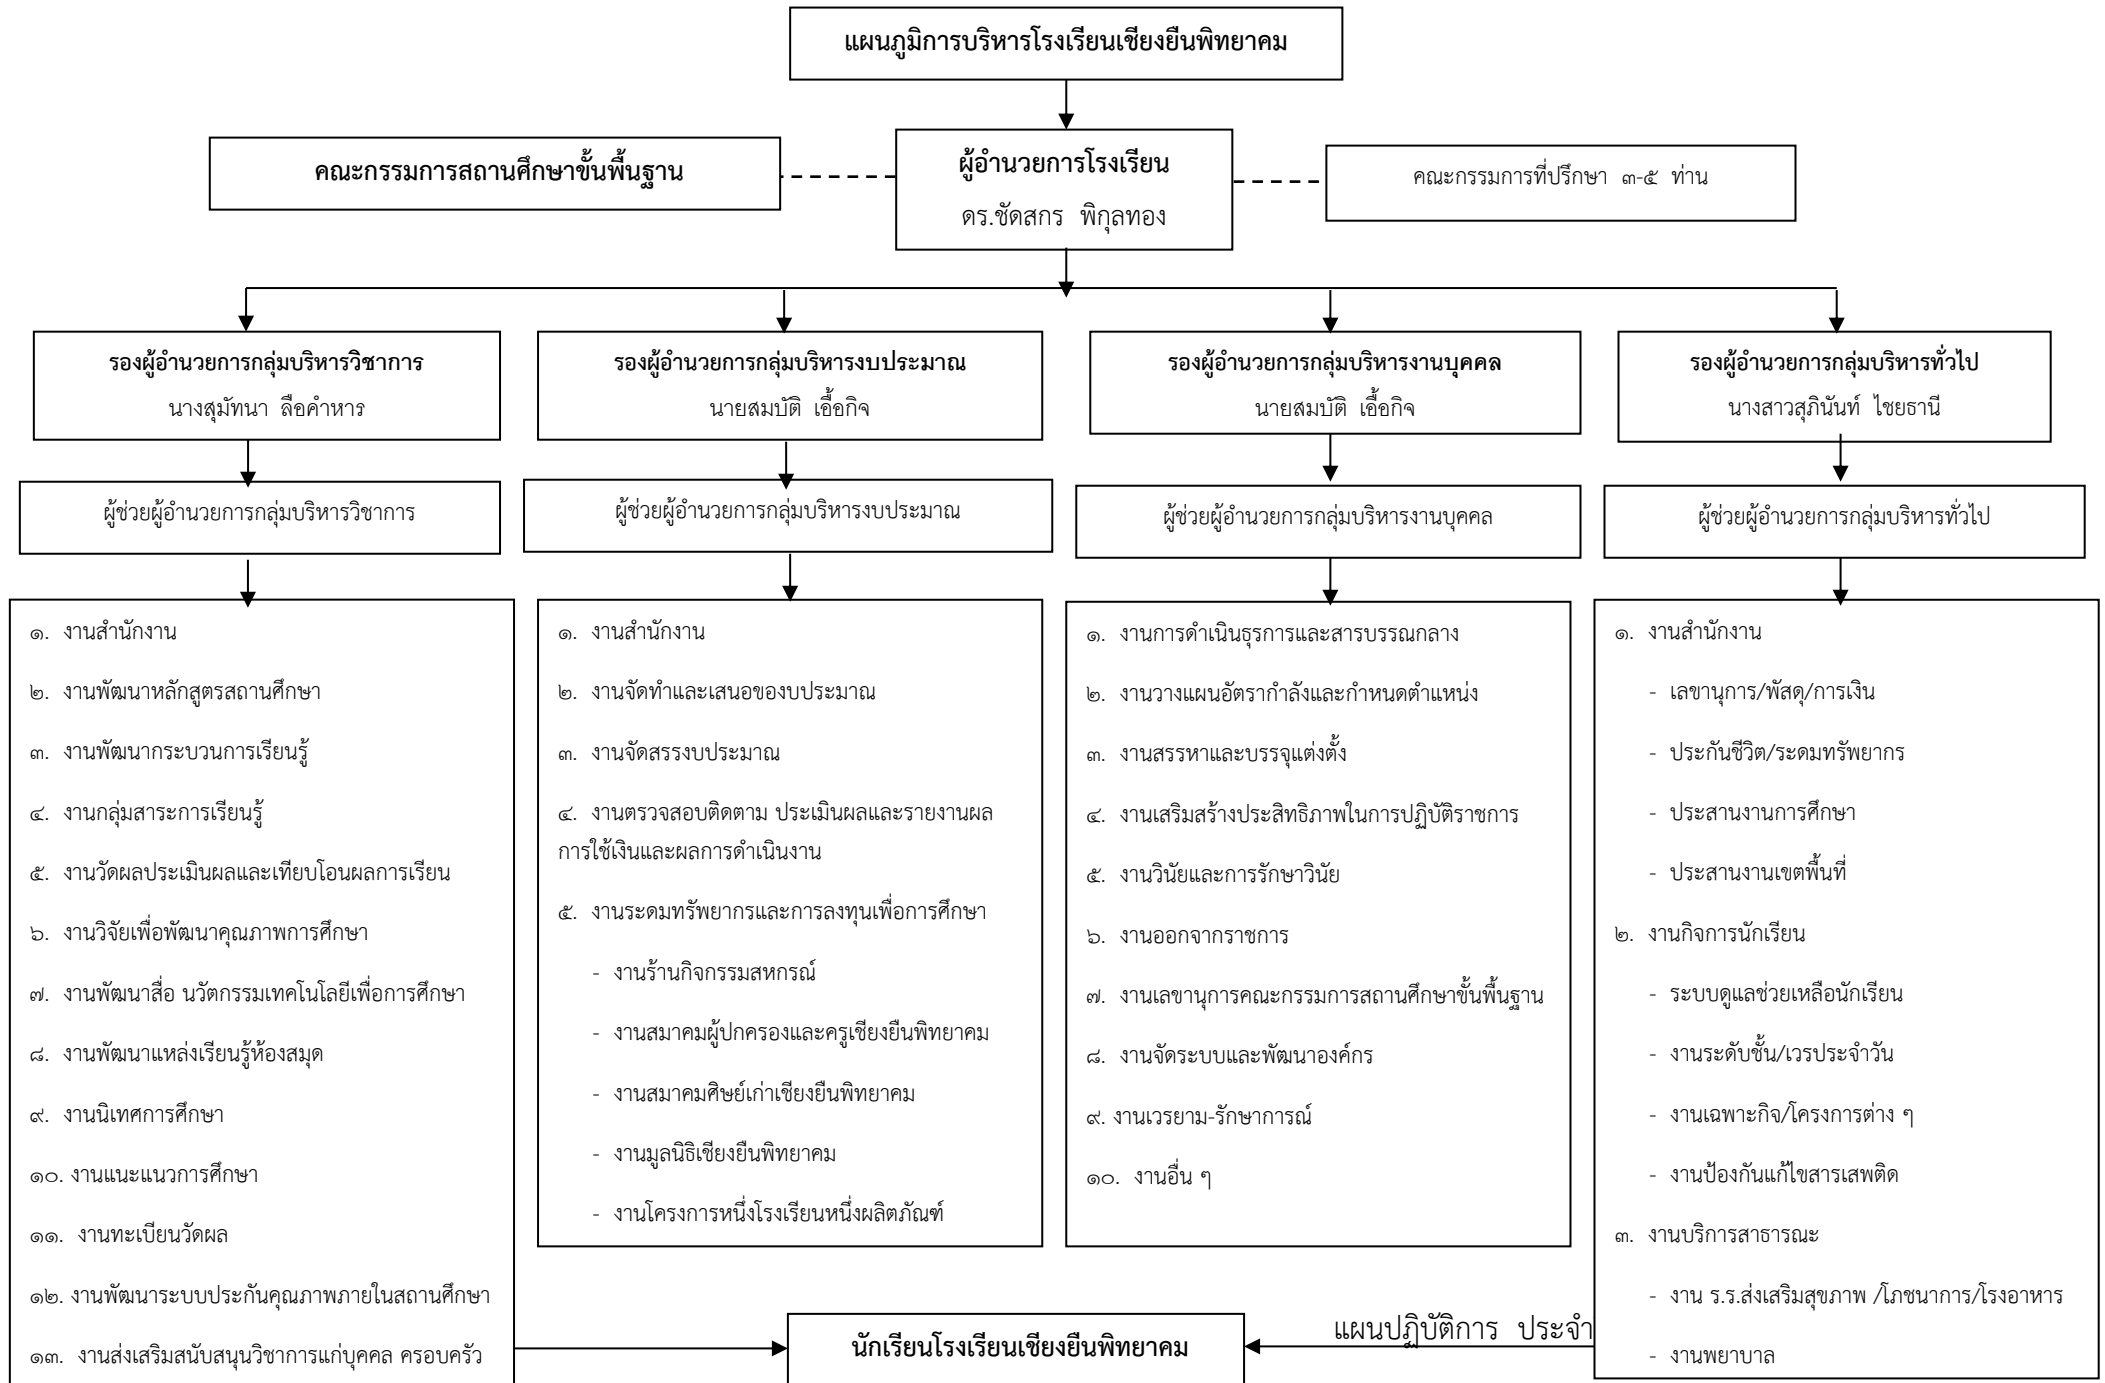 แผนภูมิการบริหารโรงเรียนเชียงยืนพิทยาคม
คณะกรรมการสถานศึกษาขั้นพื้นฐาน
ผู้อำนวยการโรงเรียน
ดร.ชัดสกร  พิกุลทอง
คณะกรรมการที่ปรึกษา  ๓-๕  ท่าน
รองผู้อำนวยการกลุ่มบริหารวิชาการ
นางสุมัทนา  ลือคำหาร
รองผู้อำนวยการกลุ่มบริหารงบประมาณ
นายสมบัติ  เอื้อกิจ
รองผู้อำนวยการกลุ่มบริหารงานบุคคล
นายสมบัติ  เอื้อกิจ
รองผู้อำนวยการกลุ่มบริหารทั่วไป
นางสาวสุภินันท์  ไชยธานี
ผู้ช่วยผู้อำนวยการกลุ่มบริหารวิชาการ
ผู้ช่วยผู้อำนวยการกลุ่มบริหารงบประมาณ
ผู้ช่วยผู้อำนวยการกลุ่มบริหารงานบุคคล
ผู้ช่วยผู้อำนวยการกลุ่มบริหารทั่วไป
๑.  งานสำนักงาน
๒.  งานพัฒนาหลักสูตรสถานศึกษา
๓.  งานพัฒนากระบวนการเรียนรู้
๔.  งานกลุ่มสาระการเรียนรู้
๕.  งานวัดผลประเมินผลและเทียบโอนผลการเรียน
๖.  งานวิจัยเพื่อพัฒนาคุณภาพการศึกษา
๗.  งานพัฒนาสื่อ นวัตกรรมเทคโนโลยีเพื่อการศึกษา
๘.  งานพัฒนาแหล่งเรียนรู้ห้องสมุด
๙.  งานนิเทศการศึกษา
๑๐. งานแนะแนวการศึกษา
๑๑.  งานทะเบียนวัดผล
๑๒. งานพัฒนาระบบประกันคุณภาพภายในสถานศึกษา
๑๓.  งานส่งเสริมสนับสนุนวิชาการแก่บุคคล ครอบครัว
๑.  งานสำนักงาน
๒.  งานจัดทำและเสนอของบประมาณ
๓.  งานจัดสรรงบประมาณ
๔.  งานตรวจสอบติดตาม ประเมินผลและรายงานผล
การใช้เงินและผลการดำเนินงาน
๕.  งานระดมทรัพยากรและการลงทุนเพื่อการศึกษา
-  งานร้านกิจกรรมสหกรณ์
-  งานสมาคมผู้ปกครองและครูเชียงยืนพิทยาคม
-  งานสมาคมศิษย์เก่าเชียงยืนพิทยาคม
-  งานมูลนิธิเชียงยืนพิทยาคม
-  งานโครงการหนึ่งโรงเรียนหนึ่งผลิตภัณฑ์
๑.  งานการดำเนินธุรการและสารบรรณกลาง
๒.  งานวางแผนอัตรากำลังและกำหนดตำแหน่ง
๓.  งานสรรหาและบรรจุแต่งตั้ง
๔.  งานเสริมสร้างประสิทธิภาพในการปฏิบัติราชการ
๕.  งานวินัยและการรักษาวินัย
๖.  งานออกจากราชการ
๗.  งานเลขานุการคณะกรรมการสถานศึกษาขั้นพื้นฐาน
๘.  งานจัดระบบและพัฒนาองค์กร
๙. งานเวรยาม-รักษาการณ์
๑๐.  งานอื่น ๆ
๑.  งานสำนักงาน
-  เลขานุการ/พัสดุ/การเงิน
-  ประกันชีวิต/ระดมทรัพยากร
-  ประสานงานการศึกษา
-  ประสานงานเขตพื้นที่
๒.  งานกิจการนักเรียน
-  ระบบดูแลช่วยเหลือนักเรียน
-  งานระดับชั้น/เวรประจำวัน
-  งานเฉพาะกิจ/โครงการต่าง ๆ
-  งานป้องกันแก้ไขสารเสพติด
๓.  งานบริการสาธารณะ
-  งาน ร.ร.ส่งเสริมสุขภาพ /โภชนาการ/โรงอาหาร
-  งานพยาบาล
นักเรียนโรงเรียนเชียงยืนพิทยาคม
แผนปฏิบัติการ  ประจำ